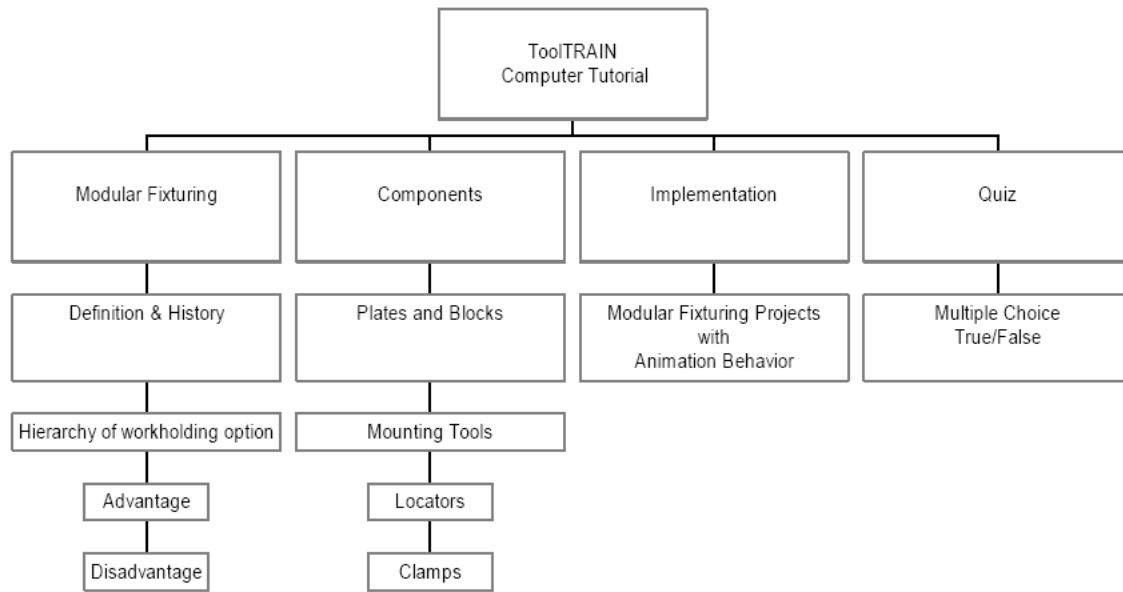 ToolTRAIN
Computer Tutorial
Modular Fixturing
Components
Implementation
Quiz
Definition & History
Plates and Blocks
Modular Fixturing Projects
with
Animation Behavior
Multiple Choice
True/False
Hierarchy of workholding option
Mounting Tools
Advantage
Locators
Disadvantage
Clamps